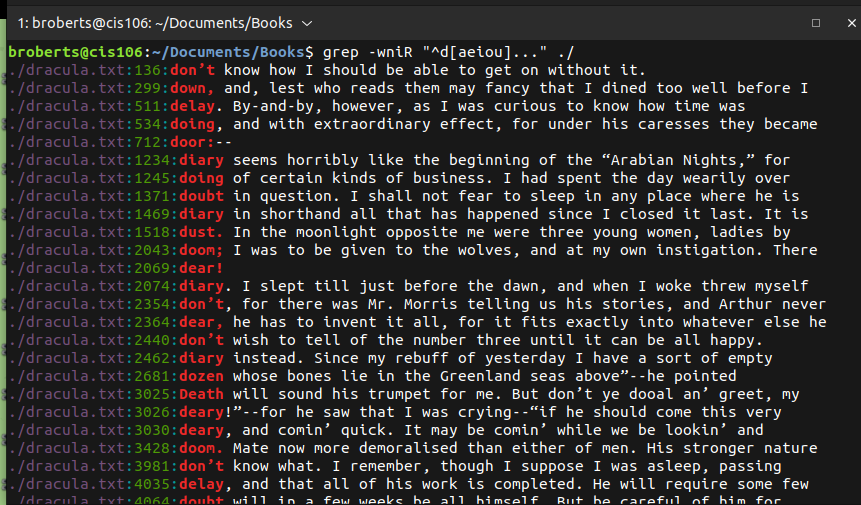 1: broberts@cis106: ~/Documents/Books
broberts@cis106:~/Documents/Books$ grep -wniR "^d[aeiou]..." ./
./dracula.txt:136:don’t know how I should be able to get on without it.
./dracula.txt:299:down, and, lest who reads them may fancy that I dined too well before I
./dracula.txt:511:delay. By-and-by, however, as I was curious to know how time was
./dracula.txt:534:doing, and with extraordinary effect, for under his caresses they became
./dracula.txt:712:door:--
./dracula.txt:1234:diary seems horribly like the beginning of the “Arabian Nights,” for
./dracula.txt:1245:doing of certain kinds of business. I had spent the day wearily over
./dracula.txt:1371:doubt in question. I shall not fear to sleep in any place where he is
./dracula.txt:1469:diary in shorthand all that has happened since I closed it last. It is
./dracula.txt:1518:dust. In the moonlight opposite me were three young women, ladies by
./dracula.txt:2043:doom; I was to be given to the wolves, and at my own instigation. There
./dracula.txt:2069:dear!
./dracula.txt:2074:diary. I slept till just before the dawn, and when I woke threw myself
./dracula.txt:2354:don’t, for there was Mr. Morris telling us his stories, and Arthur never
./dracula.txt:2364:dear, he has to invent it all, for it fits exactly into whatever else he
./dracula.txt:2440:don’t wish to tell of the number three until it can be all happy.
./dracula.txt:2462:diary instead. Since my rebuff of yesterday I have a sort of empty
./dracula.txt:2681:dozen whose bones lie in the Greenland seas above”--he pointed
./dracula.txt:3025:Death will sound his trumpet for me. But don’t ye dooal an’ greet, my
./dracula.txt:3026:deary!”--for he saw that I was crying--“if he should come this very
./dracula.txt:3030:deary, and comin’ quick. It may be comin’ while we be lookin’ and
./dracula.txt:3428:doom. Mate now more demoralised than either of men. His stronger nature
./dracula.txt:3981:don’t know what. I remember, though I suppose I was asleep, passing
./dracula.txt:4035:delay, and that all of his work is completed. He will require some few
./dracula.txt:4064:doubt will in a few weeks be all himself. But be careful of him for